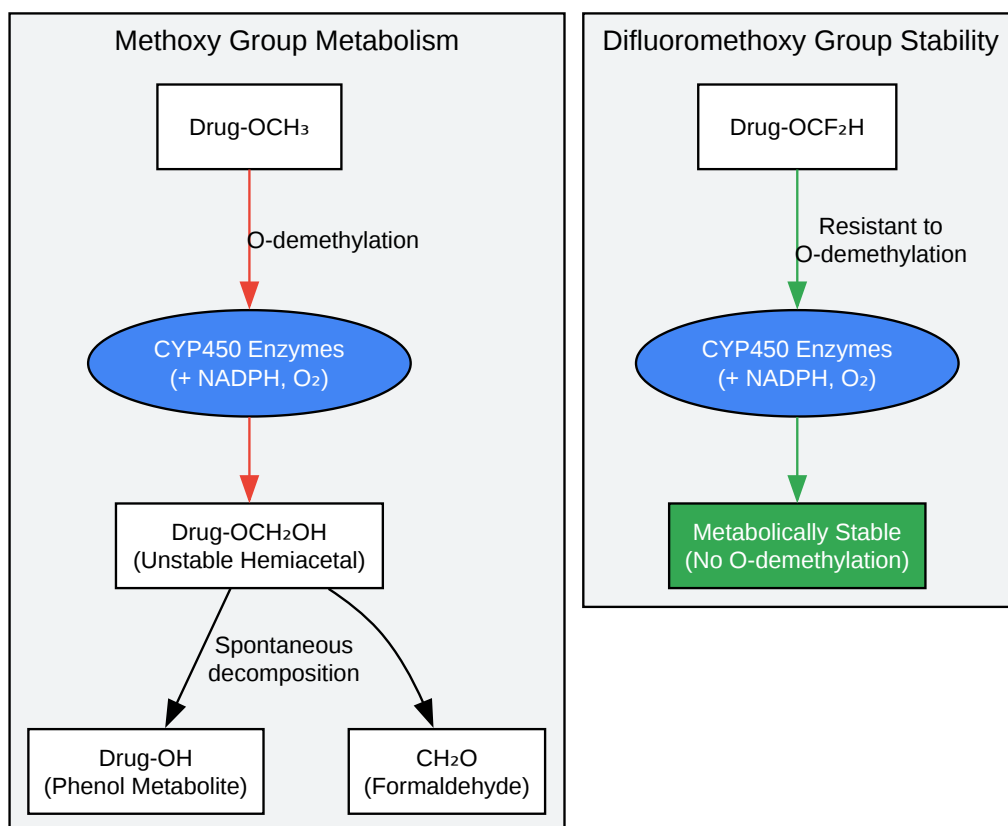 Methoxy Group Metabolism
Drug-OCH₃
O-demethylation
CYP450 Enzymes
(+ NADPH, O₂)
Drug-OCH₂OH
(Unstable Hemiacetal)
Spontaneous
decomposition
Drug-OH
(Phenol Metabolite)
CH₂O
(Formaldehyde)
Difluoromethoxy Group Stability
Drug-OCF₂H
Resistant to
O-demethylation
CYP450 Enzymes
(+ NADPH, O₂)
Metabolically Stable
(No O-demethylation)